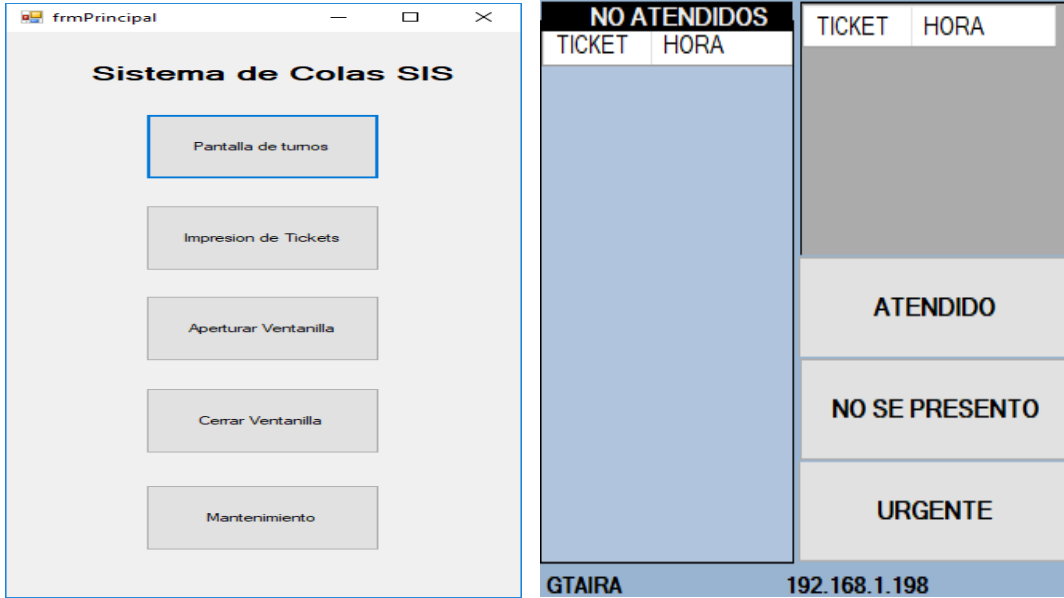 frmPrincipal
Sistema de Colas SIS
Pantalla de turnos
Impresion de Tickets
Aperturar Ventanilla
Cerrar Ventanilla
Mantenimiento
NO ATENDIDOS
TICKET HORA
TICKET HORA
ATENDIDO
NO SE PRESENTO
URGENTE
GTAIRA 192.168.1.198